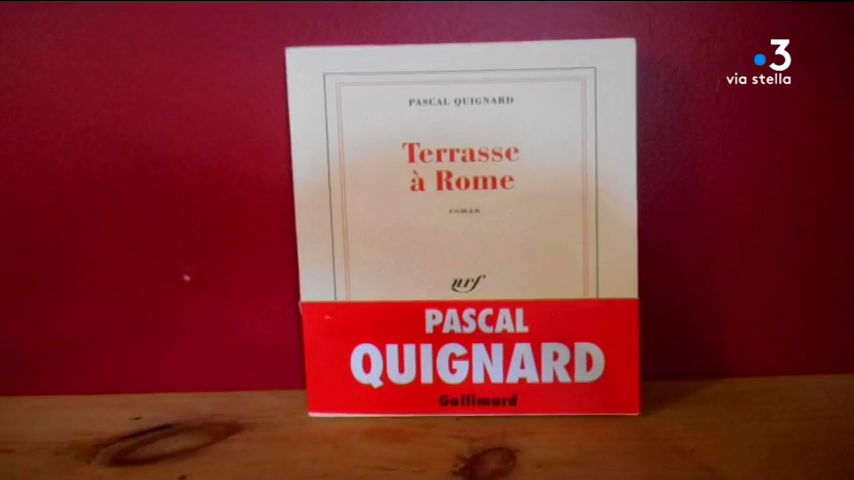 3
via stella
PASCAL QUIGNARD
Terrasse
à Rome
roman
nrf
PASCAL
QUIGNARD
Gallimard